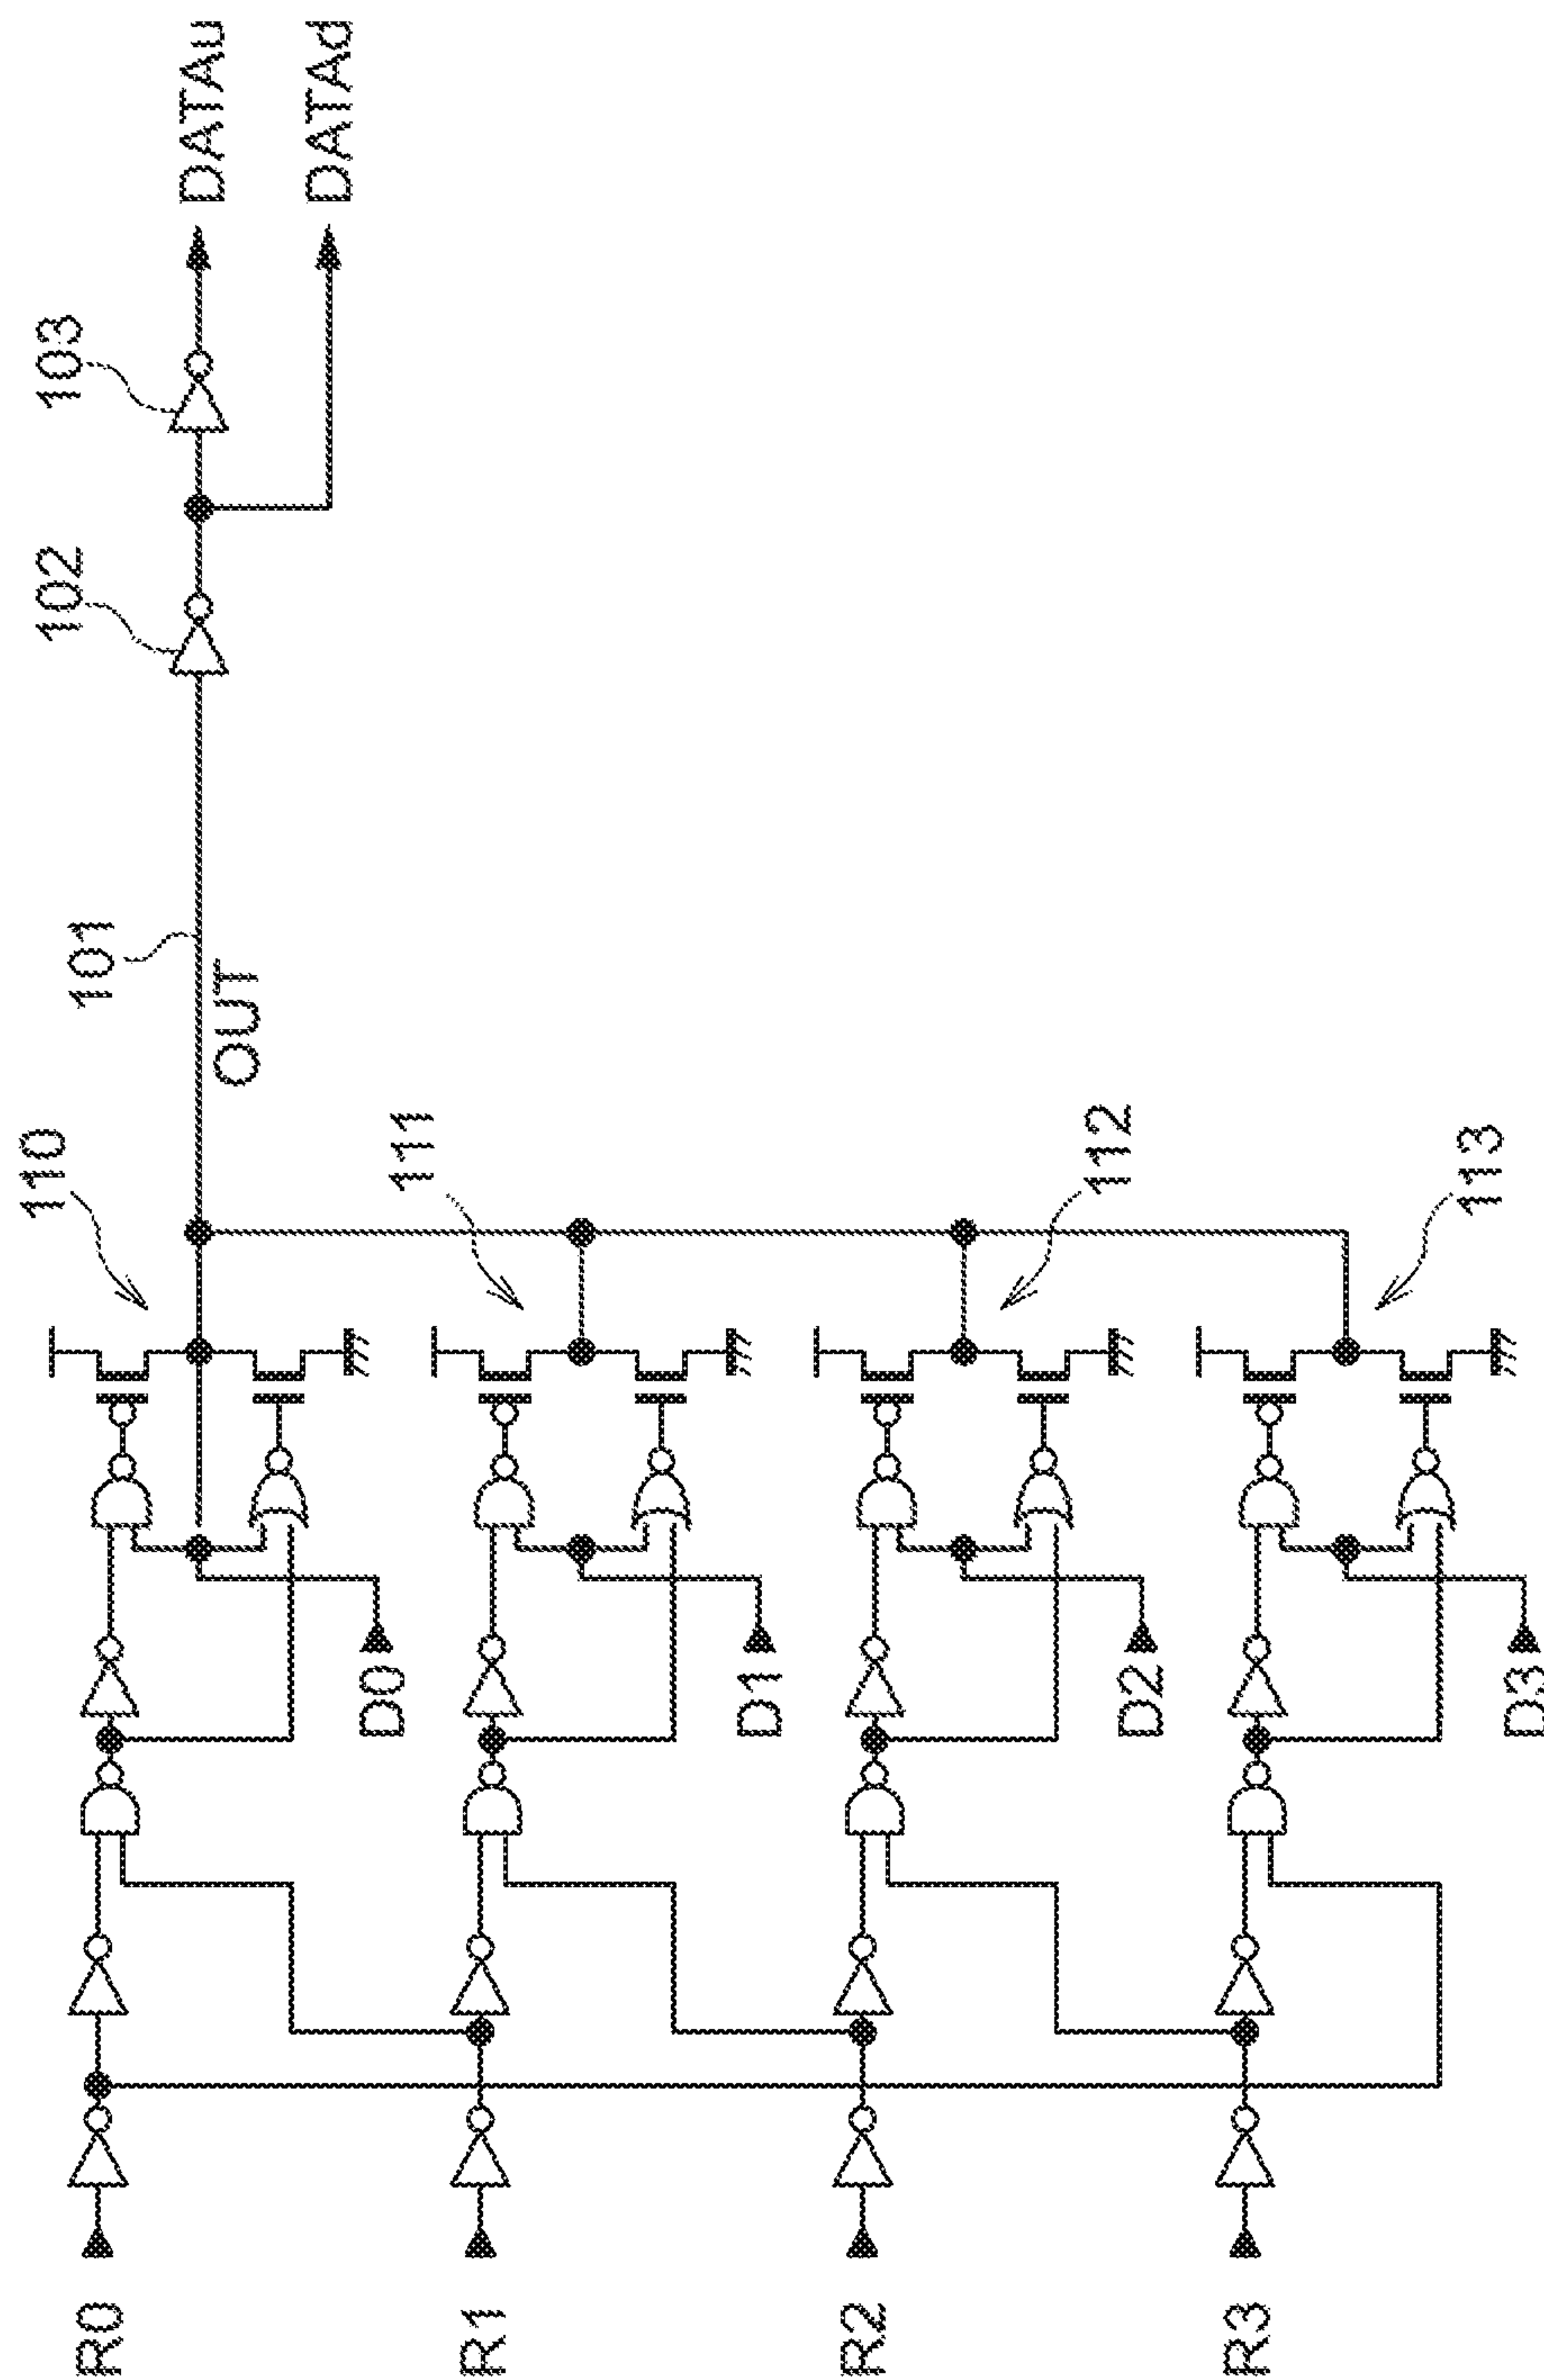 R0
R1
R2
R3
D0
D1
D2
D3
110
111
112
113
101
OUT
102
103
DATAu
DATAd